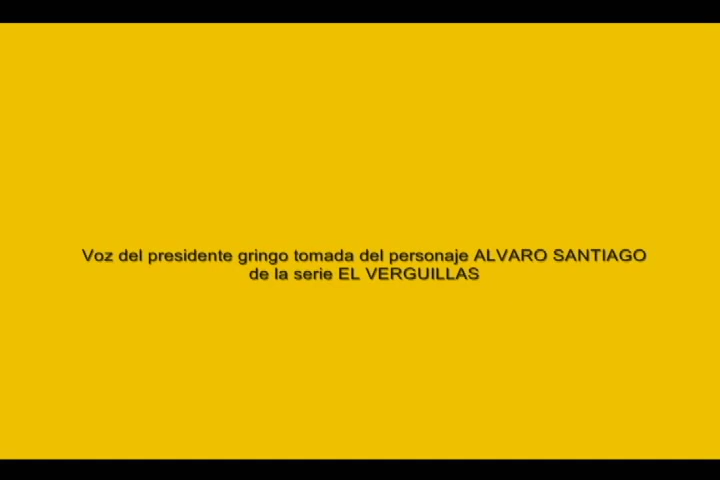 Voz del presidente gringo tomada del personaje ALVARO SANTIAGO
de la serie EL VERGUILLAS